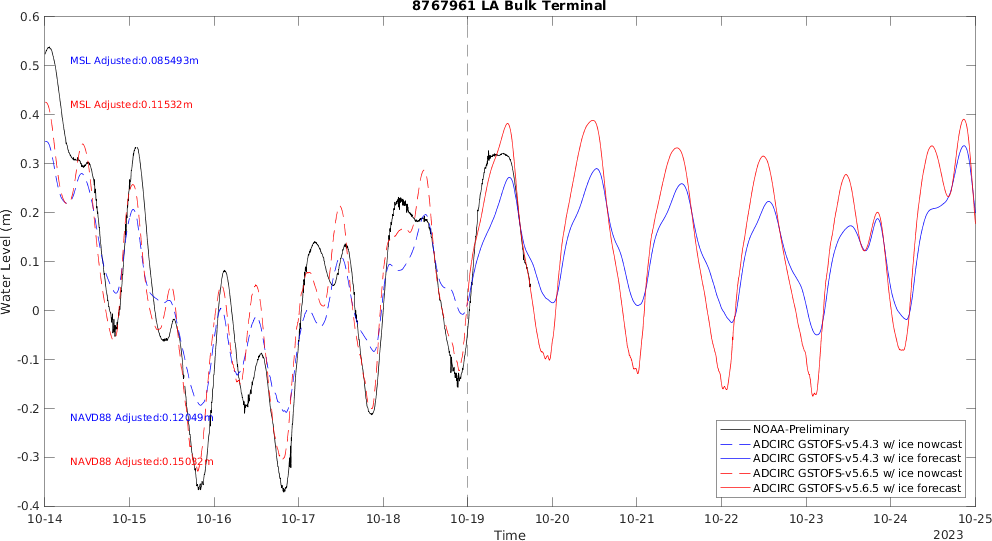 8767961 LA Bulk Terminal
0.6
0.5
0.4
0.3
0.2
0.1
0
-0.1
-0.2
-0.3
-0.4
Water Level (m)
MSL Adjusted:0.085493m
MSL Adjusted:0.11532m
NAVD88 Adjusted:0.12049m
NAVD88 Adjusted:0.15032m
NOAA-Preliminary
ADCIRC GSTOFS-v5.4.3 w/ ice nowcast
ADCIRC GSTOFS-v5.4.3 w/ ice forecast
ADCIRC GSTOFS-v5.6.5 w/ ice nowcast
ADCIRC GSTOFS-v5.6.5 w/ ice forecast
10-14 10-15 10-16 10-17 10-18 10-19 10-20 10-21 10-22 10-23 10-24 10-25
Time
2023